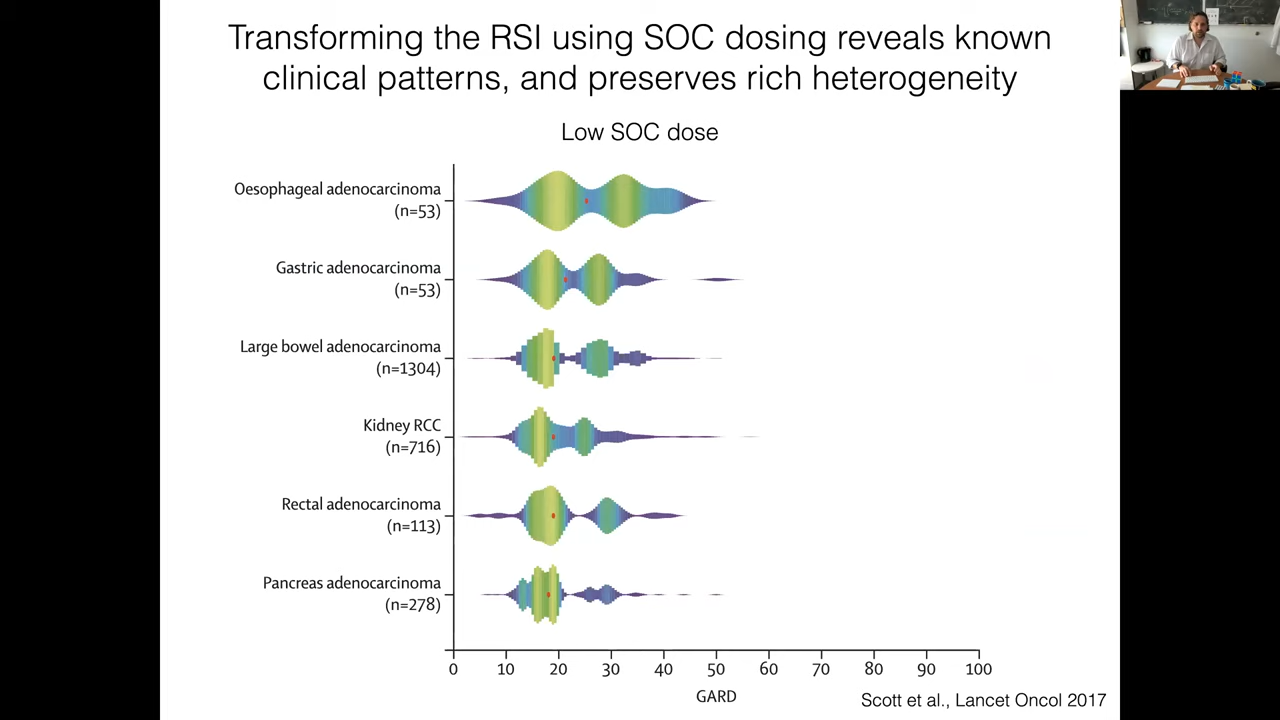 Transforming the RSI using SOC dosing reveals known
clinical patterns, and preserves rich heterogeneity
Low SOC dose
Oesophageal adenocarcinoma
(n=53)
Gastric adenocarcinoma
(n=53)
Large bowel adenocarcinoma
(n=1304)
Kidney RCC
(n=716)
Rectal adenocarcinoma
(n=113)
Pancreas adenocarcinoma
(n=278)
0 10 20 30 40 50 60 70 80 90 100
GARD
Scott et al., Lancet Oncol 2017